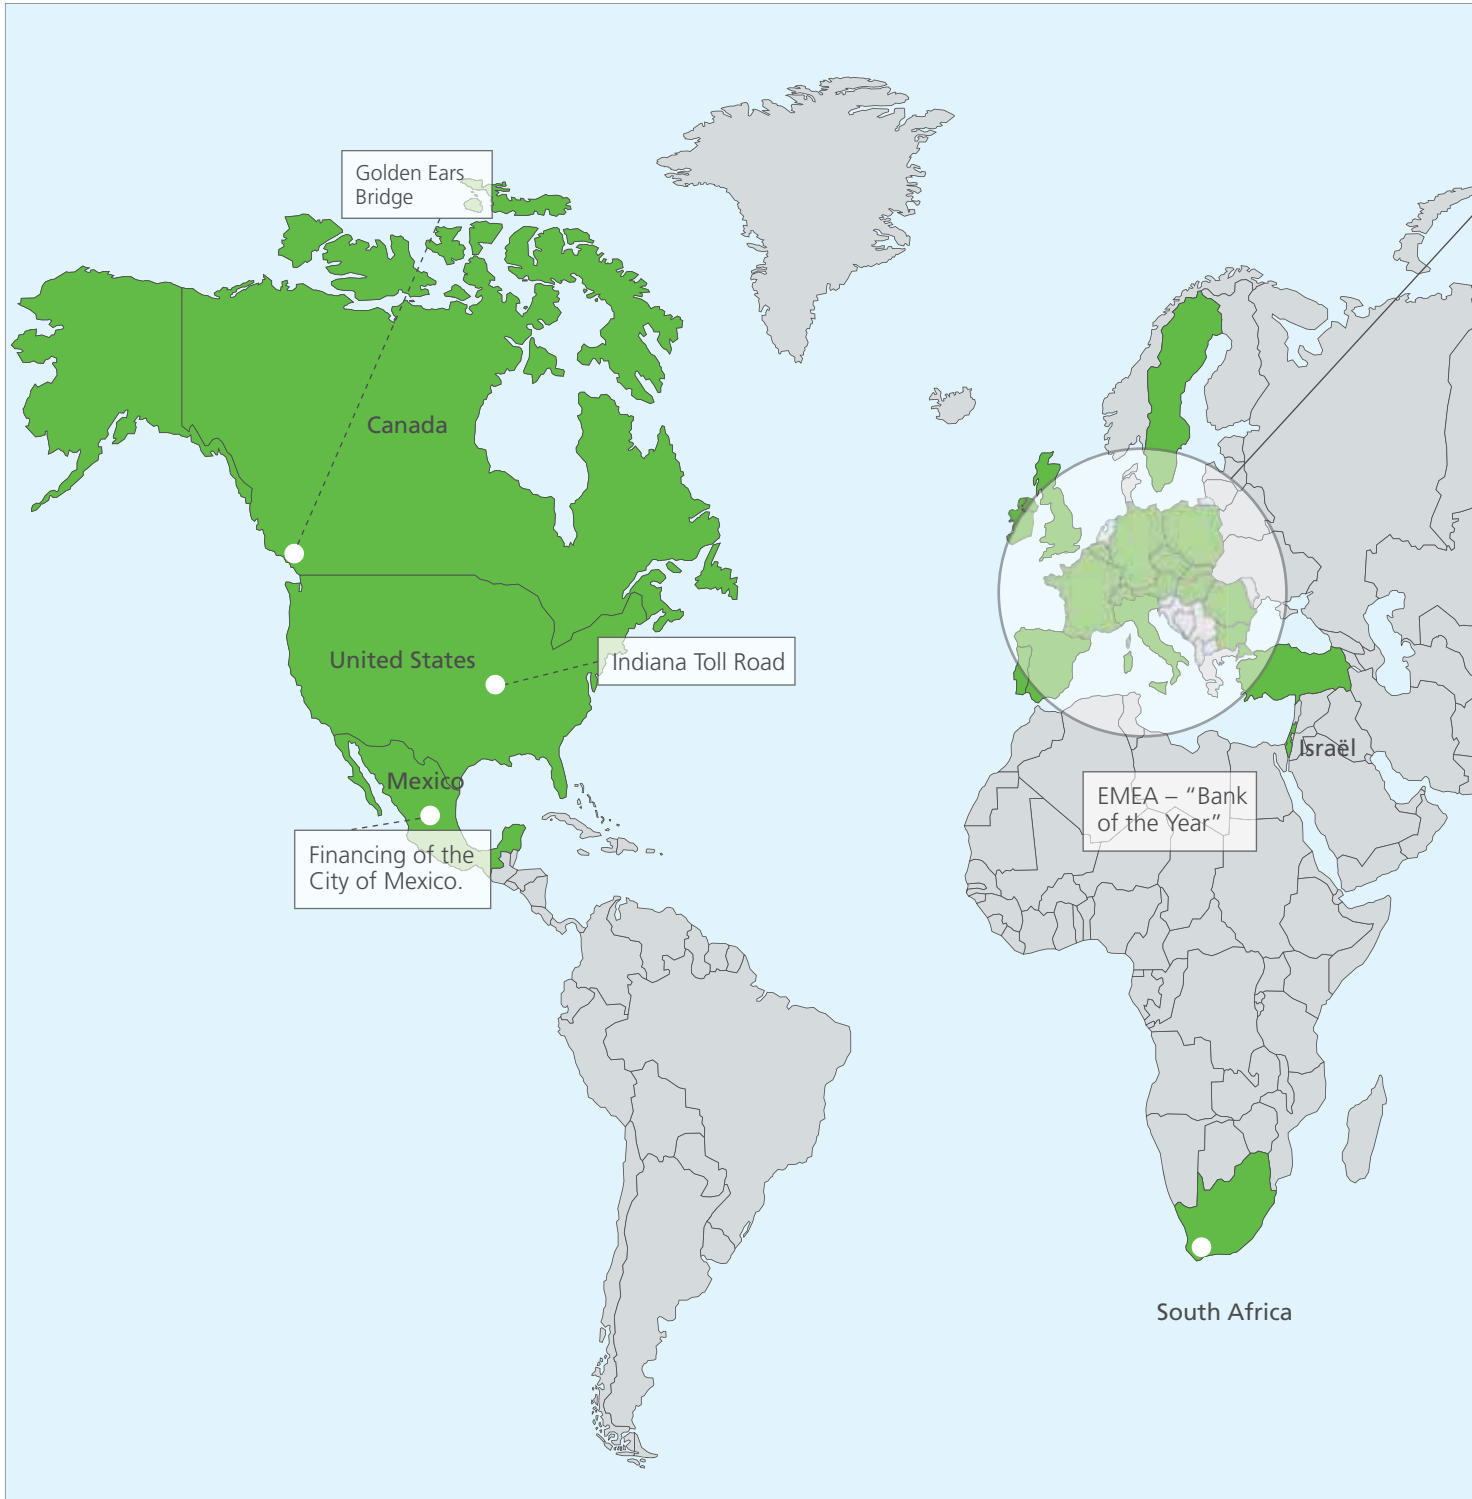 Golden Ears
Bridge
Canada
United States
Indiana Toll Road
Mexico
Financing of the
City of Mexico.
Israël
EMEA – “Bank
of the Year”
South Africa